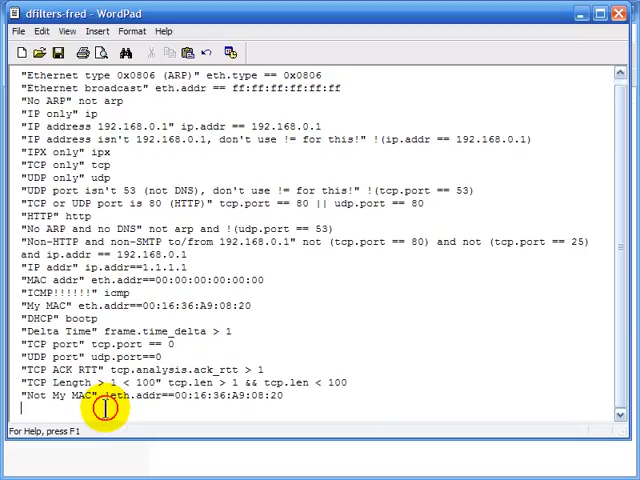 dfilters-fred - WordPad
File Edit View Insert Format Help
"Ethernet type 0x0806 (ARP)" eth.type == 0x0806
"Ethernet broadcast" eth.addr == ff:ff:ff:ff:ff:ff
"No ARP" not arp
"IP only" ip
"IP address 192.168.0.1" ip.addr == 192.168.0.1
"IP address isn't 192.168.0.1, don't use != for this!" !(ip.addr == 192.168.0.1)
"IPX only" ipx
"TCP only" tcp
"UDP only" udp
"UDP port isn't 53 (not DNS), don't use != for this!" !(tcp.port == 53)
"TCP or UDP port is 80 (HTTP)" tcp.port == 80 || udp.port == 80
"HTTP" http
"No ARP and no DNS" not arp and !(udp.port == 53)
"Non-HTTP and non-SMTP to/from 192.168.0.1" not (tcp.port == 80) and not (tcp.port == 25)
and ip.addr == 192.168.0.1
"IP addr" ip.addr==1.1.1.1
"MAC addr" eth.addr==00:00:00:00:00:00
"ICMP!!!!!!" icmp
"My MAC" eth.addr==00:16:36:A9:08:20
"DHCP" bootp
"Delta Time" frame.time_delta > 1
"TCP port" tcp.port == 0
"UDP port" udp.port==0
"TCP ACK RTT" tcp.analysis.ack_rtt > 1
"TCP Length > 1 < 100" tcp.len > 1 && tcp.len < 100
"Not My MAC" !eth.addr==00:16:36:A9:08:20
For Help, press F1